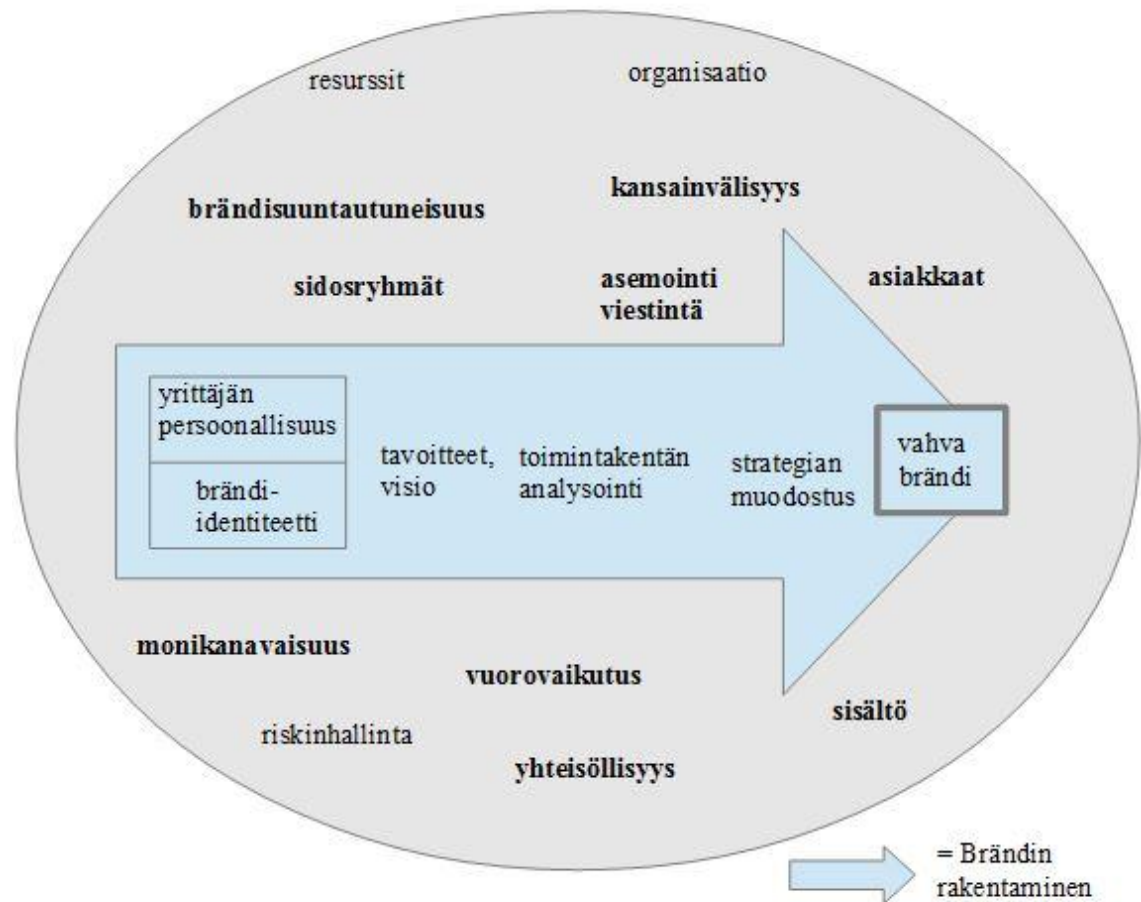 resurssit
organisaatio
kansainvälisyys
brändisuuntautuneisuus
sidosryhmät
asemointi
viestintä
asiakkaat
yrittäjän
persoonallisuus
brändi-
identiteetti
tavoitteet,
visio
toimintakentän
analysointi
strategian
muodostus
vahva
brändi
monikanavaisuus
vuorovaikutus
sisältö
riskinhallinta
yhteisöllisyys
= Brändin
rakentaminen